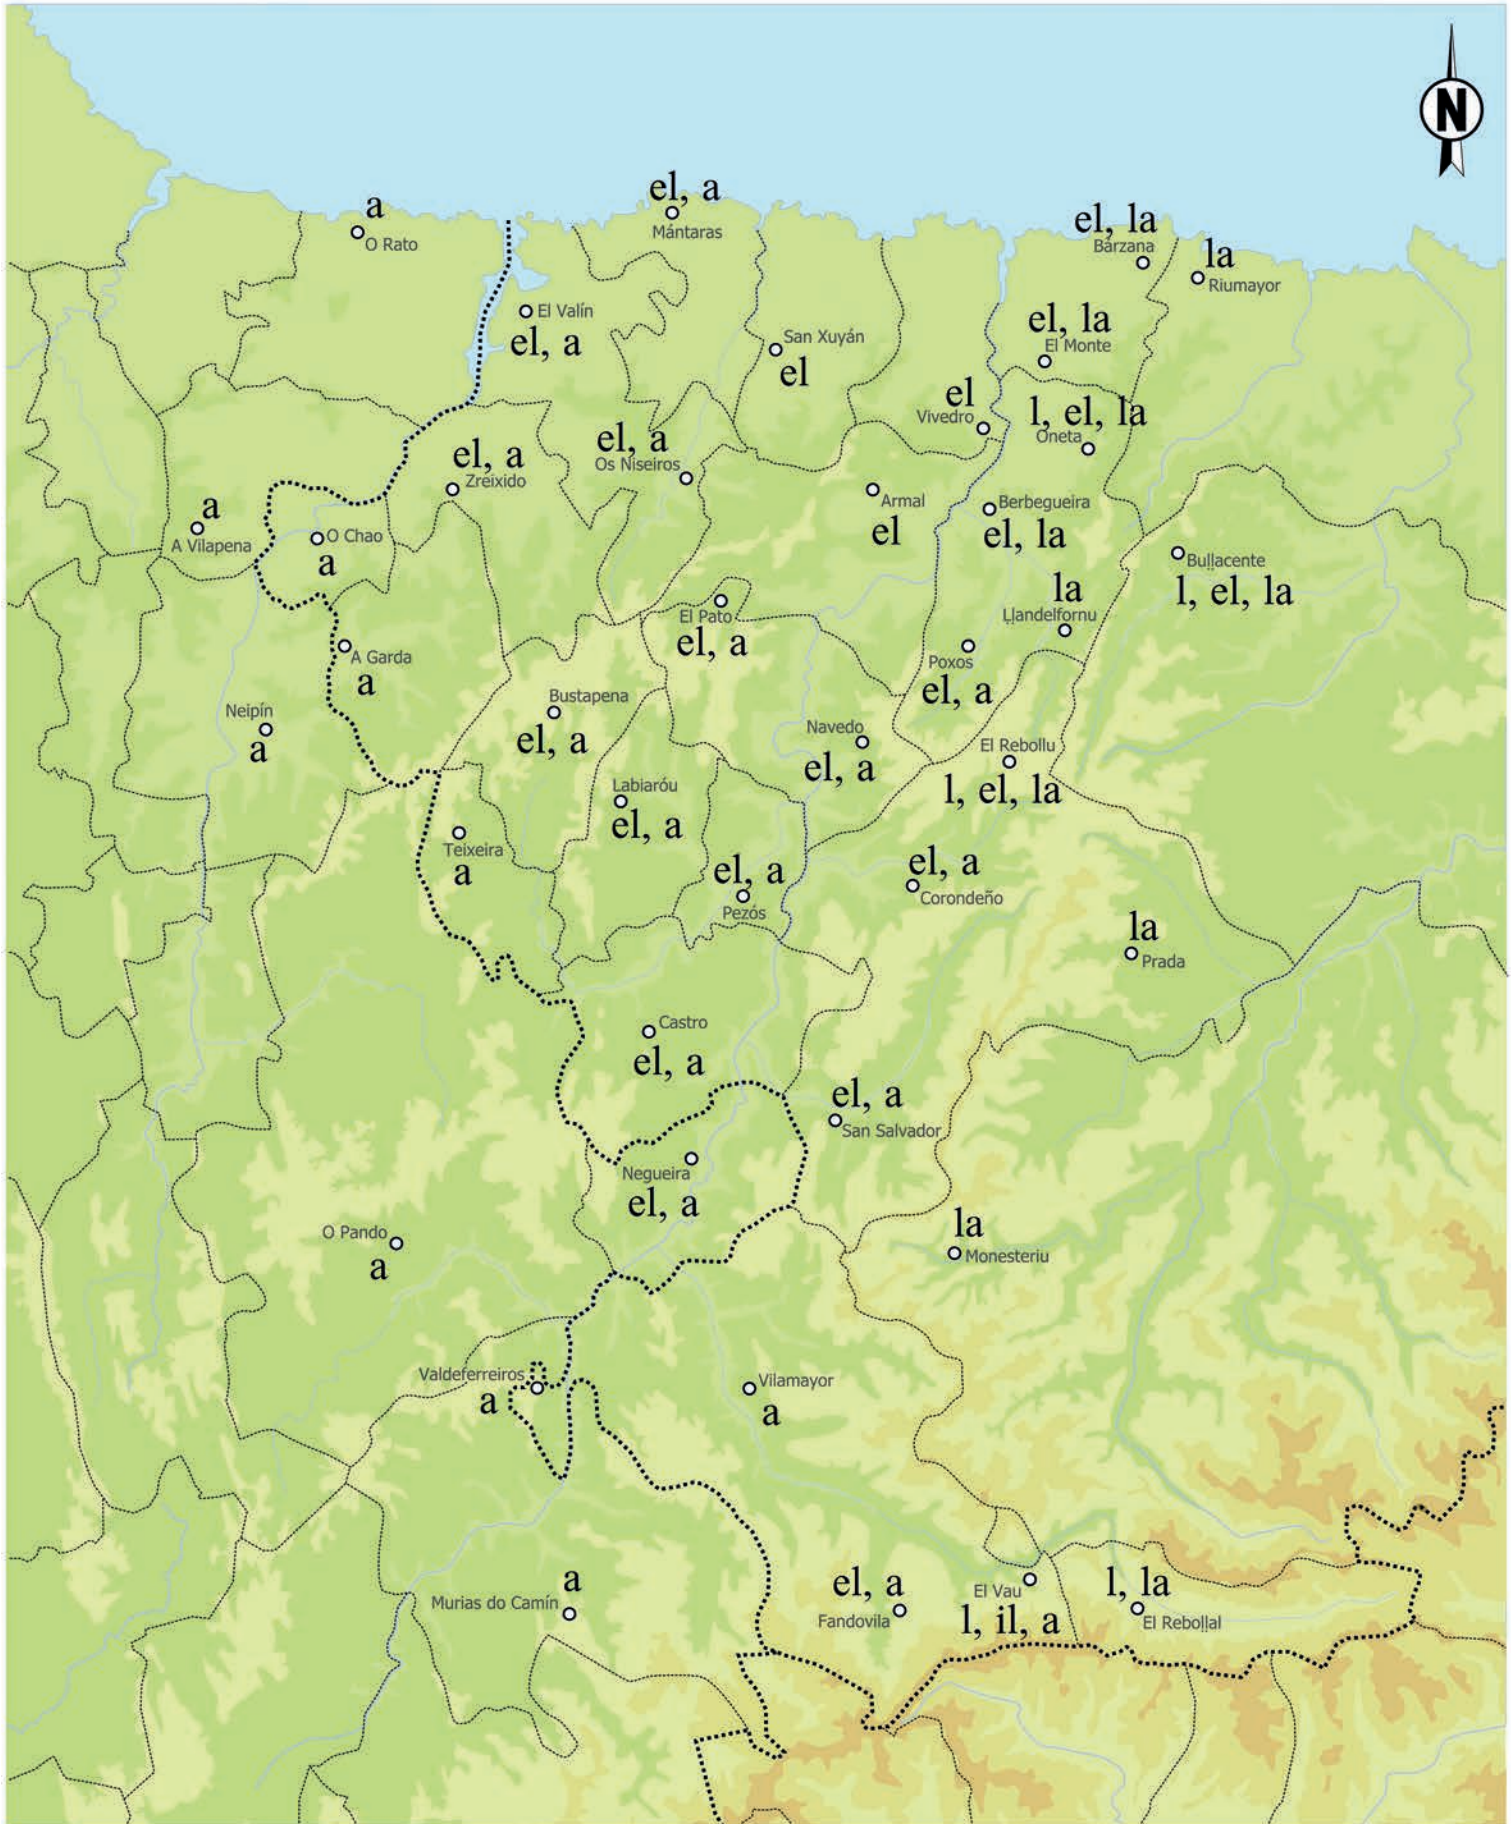 N
el, a
Mántaras
a
O Rato
el, la
Bárzana
la
Riumayor
El Valín
el, a
San Xuyán
el
el, la
El Monte
el
Vivedro
l, el, la
Oneta
el, a
Os Niseiros
el, a
Zreixido
Armal
el
Berbegueira
el, la
a
A Vilapena
O Chao
a
Buḷḷacente
l, el, la
la
Ḷḷandelfornu
El Pato
el, a
A Garda
a
Poxos
el, a
Neipín
a
Bustapena
el, a
Navedo
el, a
El Rebollu
l, el, la
Labiaróu
el, a
Teixeira
a
el, a
Pezós
el, a
Corondeño
la
Prada
Castro
el, a
el, a
San Salvador
Negueira
el, a
O Pando
a
la
Monesteriu
Valdeferreiros
a
Vilamayor
a
a
Murias do Camín
el, a
Fandovila
El Vau
l, il, a
l, la
El Reboḷḷal